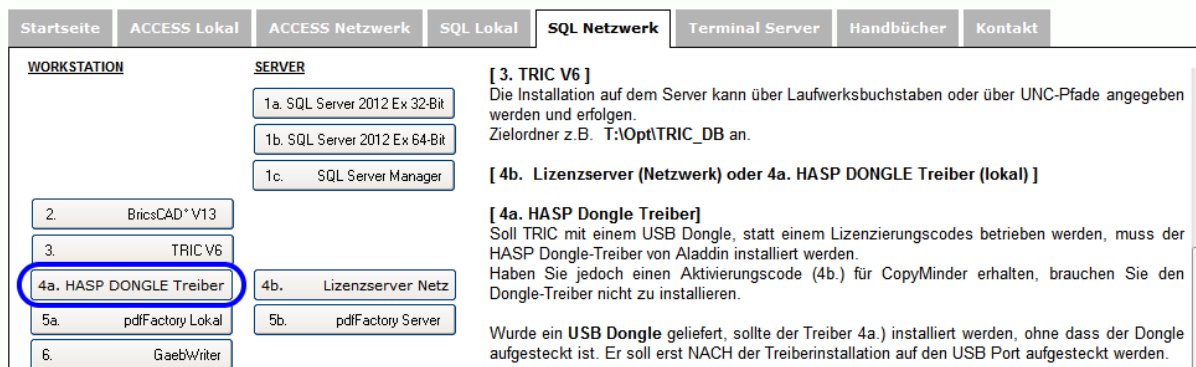 Startseite ACCESS Lokal ACCESS Netzwerk SQL Lokal SQL Netzwerk Terminal Server Handbücher Kontakt
WORKSTATION
2. BricsCAD* V13
3. TRIC V6
4a. HASP DONGLE Treiber
5a. pdfFactory Lokal
6. GaebWriter
SERVER
1a. SQL Server 2012 Ex 32-Bit
1b. SQL Server 2012 Ex 64-Bit
1c. SQL Server Manager
4b. Lizenzserver Netz
5b. pdfFactory Server
[ 3. TRIC V6 ]
Die Installation auf dem Server kann über Laufwerksbuchstaben oder über UNC-Pfade angegeben
werden und erfolgen.
Zielordner z.B. T:\Opt\TRIC_DB an.
[ 4b. Lizenzserver (Netzwerk) oder 4a. HASP DONGLE Treiber (lokal) ]
[ 4a. HASP Dongle Treiber]
Soll TRIC mit einem USB Dongle, statt einem Lizenzierungscodes betrieben werden, muss der
HASP Dongle-Treiber von Aladdin installiert werden.
Haben Sie jedoch einen Aktivierungscode (4b.) für CopyMinder erhalten, brauchen Sie den
Dongle-Treiber nicht zu installieren.
Wurde ein USB Dongle geliefert, sollte der Treiber 4a.) installiert werden, ohne dass der Dongle
aufgesteckt ist. Er soll erst NACH der Treiberinstallation auf den USB Port aufgesteckt werden.